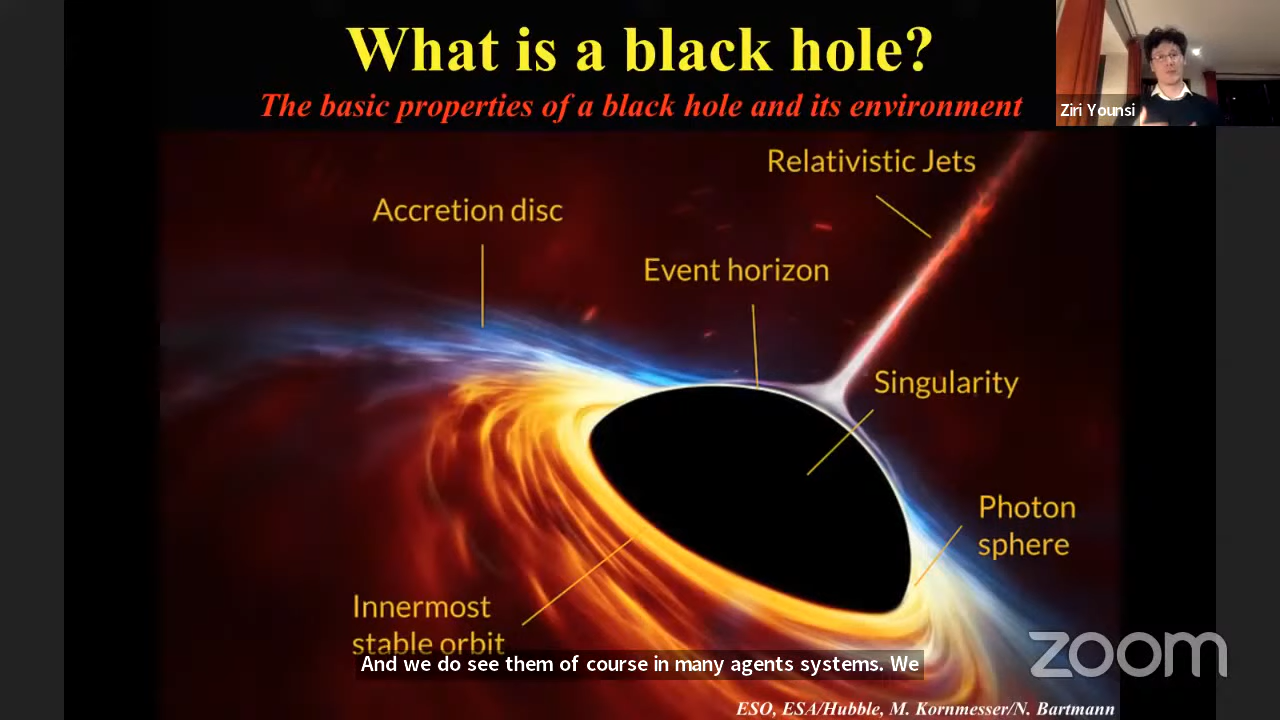 What is a black hole?
The basic properties of a black hole and its environment
Ziri Younsi
Relativistic Jets
Accretion disc
Event horizon
Singularity
Photon
sphere
Innermost
stable orbit
And we do see them of course in many agents systems. We
zoom
ESO, ESA/Hubble, M. Kornmesser/N. Bartmann